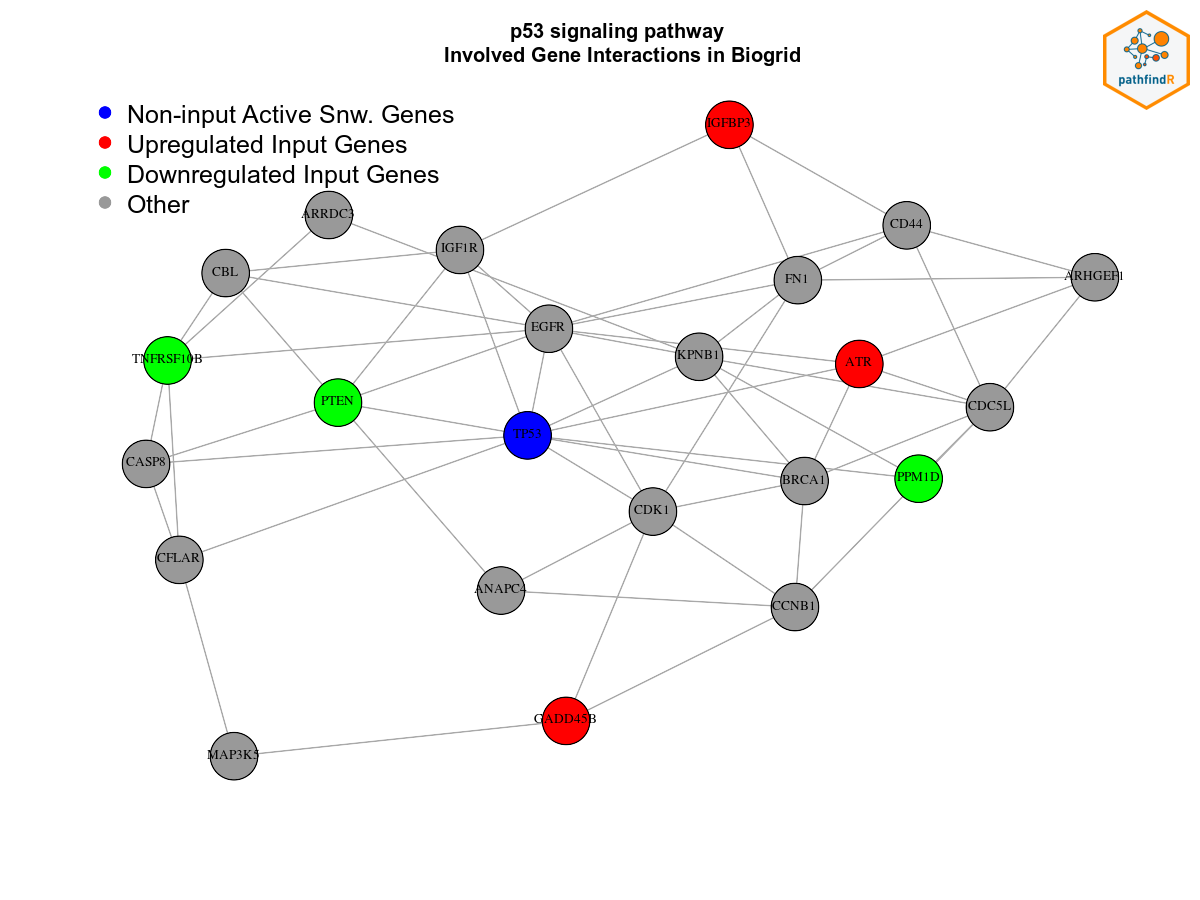 p53 signaling pathway
Involved Gene Interactions in Biogrid
pathfindR
Non-input Active Snw. Genes
Upregulated Input Genes
Downregulated Input Genes
Other
IGFBP3
ARRDC3
CD44
IGF1R
CBL
FN1
ARHGEF1
EGFR
KPNB1
TNFRSF10B
ATR
PTEN
CDC5L
TP53
CASP8
PPM1D
BRCA1
CDK1
CFLAR
ANAPC4
CCNB1
GADD45B
MAP3K5